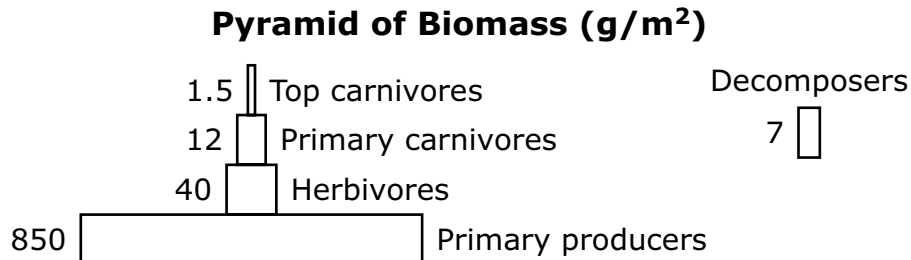 Pyramid of Biomass (g/m²)
1.5 Top carnivores
Decomposers
12 Primary carnivores
7
40 Herbivores
850 Primary producers